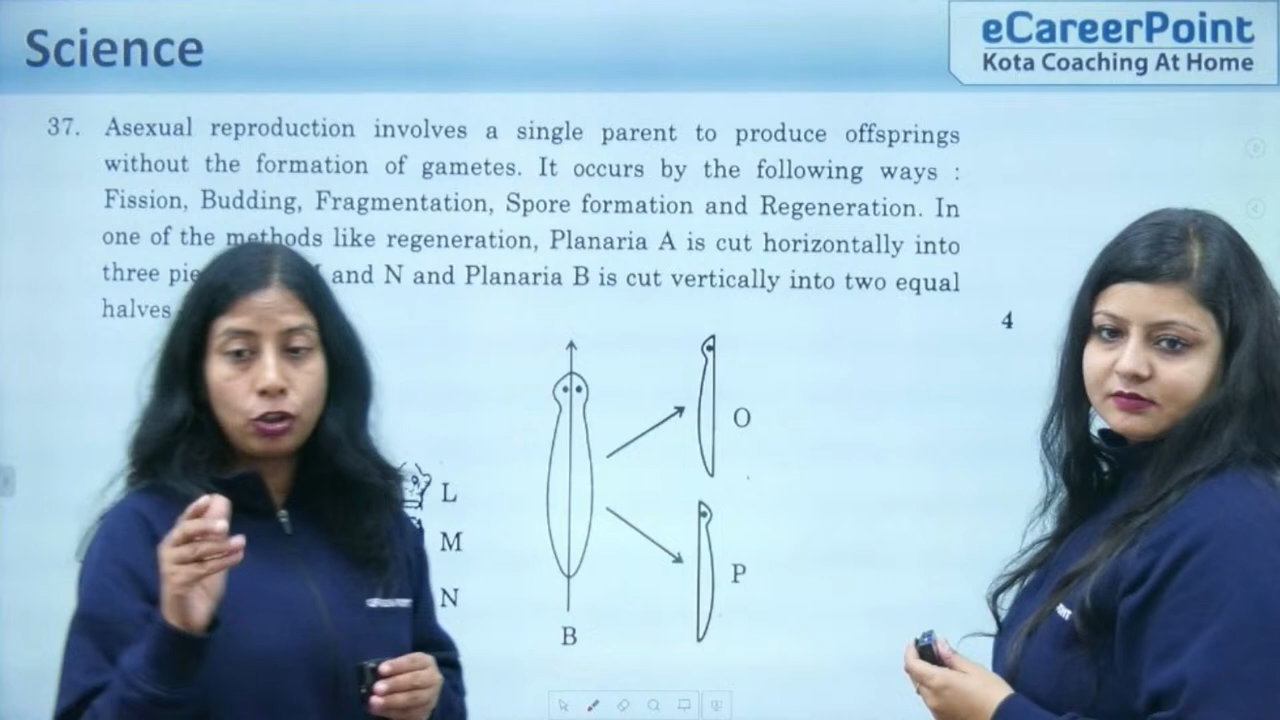 Science
eCareerPoint
Kota Coaching At Home
37. Asexual reproduction involves a single parent to produce offsprings
without the formation of gametes. It occurs by the following ways :
Fission, Budding, Fragmentation, Spore formation and Regeneration. In
one of the methods like regeneration, Planaria A is cut horizontally into
three and N and Planaria B is cut vertically into two equal
halves
4
O
L
M
P
N
B